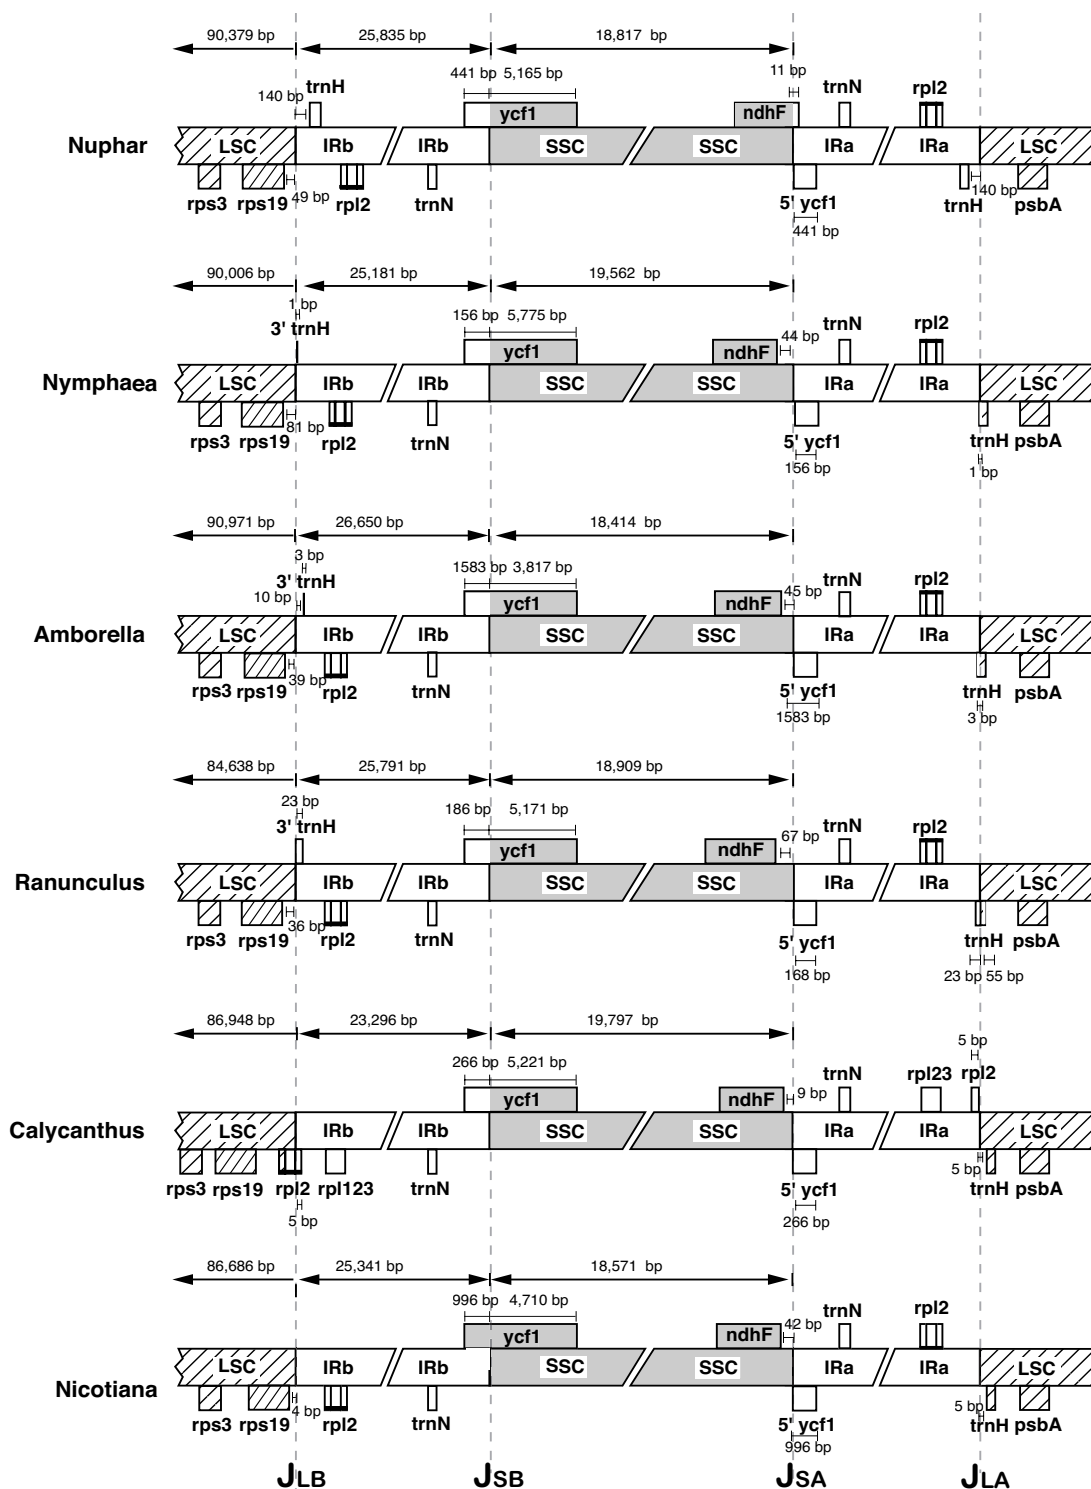 90,379 bp 25,835 bp 18,817 bp
441 bp 5,165 bp 11 bp
140 bp trnH ycf1 ndhF trnN rpl2
Nuphar LSC IRb IRb SSC SSC IRa IRa LSC
rps3 rps19 49 bp rpl2 trnN 5' ycf1 trnH 140 bp psbA
441 bp
90,006 bp 25,181 bp 19,562 bp
1 bp 156 bp 5,775 bp
3' trnH ycf1 ndhF 44 bp trnN rpl2
Nymphaea LSC IRb IRb SSC SSC IRa IRa LSC
rps3 rps19 81 bp rpl2 trnN 5' ycf1 trnH psbA
156 bp 1 bp
90,971 bp 26,650 bp 18,414 bp
3 bp 1583 bp 3,817 bp
3' trnH trnN rpl2
10 bp ycf1 ndhF 45 bp
Amborella LSC IRb IRb SSC SSC IRa IRa LSC
rps3 rps19 39 bp rpl2 trnN 5' ycf1 trnH psbA
1583 bp 3 bp
84,638 bp 25,791 bp 18,909 bp
23 bp 186 bp 5,171 bp
3' trnH ycf1 ndhF 67 bp trnN rpl2
Ranunculus LSC IRb IRb SSC SSC IRa IRa LSC
rps3 rps19 36 bp rpl2 trnN 5' ycf1 trnH psbA
168 bp 23 bp 55 bp
86,948 bp 23,296 bp 19,797 bp
5 bp
266 bp 5,221 bp trnN rpl23 rpl2
ycf1 ndhF 9 bp
Calycanthus LSC IRb IRb SSC SSC IRa IRa LSC
rps3 rps19 rpl2 rpl123 trnN 5' ycf1 5 bp trnH psbA
5 bp 266 bp
86,686 bp 25,341 bp 18,571 bp
996 bp 4,710 bp trnN rpl2
ycf1 ndhF 42 bp
Nicotiana LSC IRb IRb SSC SSC IRa IRa LSC
rps3 rps19 4 bp rpl2 trnN 5' ycf1 5 bp trnH psbA
996 bp
JLB JSB JSA JLA